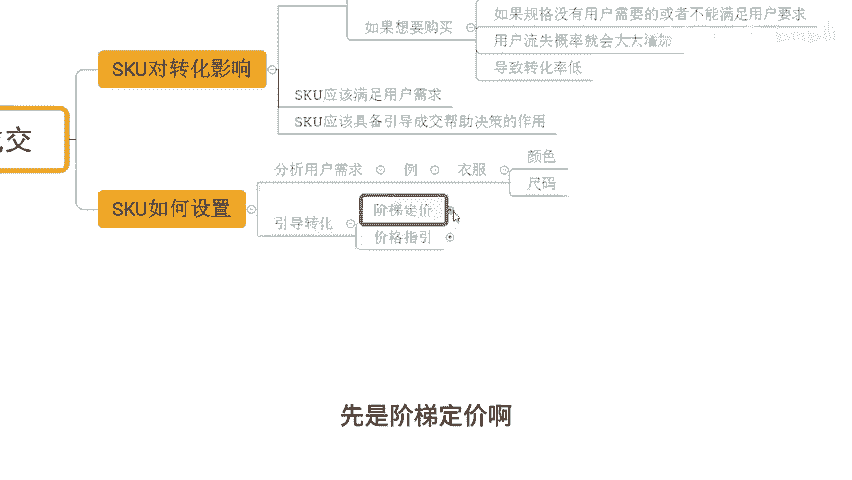 如果规格没有用户需要的或者不能满足用户要求
如果想要购买
用户流失概率就会大大增加
导致转化率低
SKU对转化影响
SKU应该满足用户需求
SKU应该具备引导成交帮助决策的作用
交
分析用户需求
例
衣服
颜色
尺码
SKU如何设置
引导转化
阶梯定价
价格指引
先是阶梯定价啊